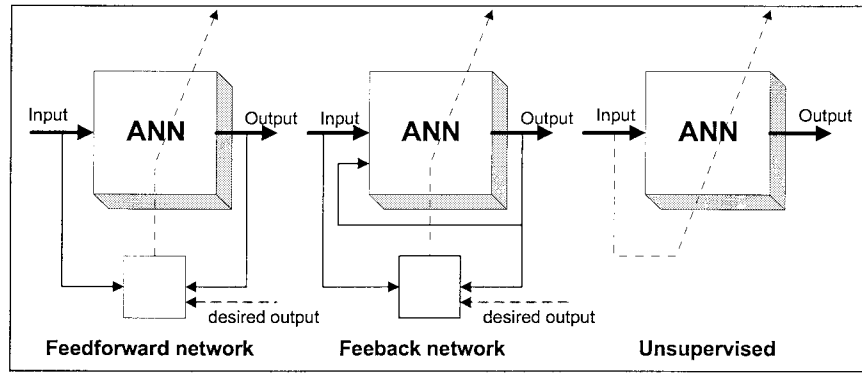 Input
ANN
Output
desired output
Feedforward network
Input
ANN
Output
desired output
Feeback network
Input
ANN
Output
Unsupervised